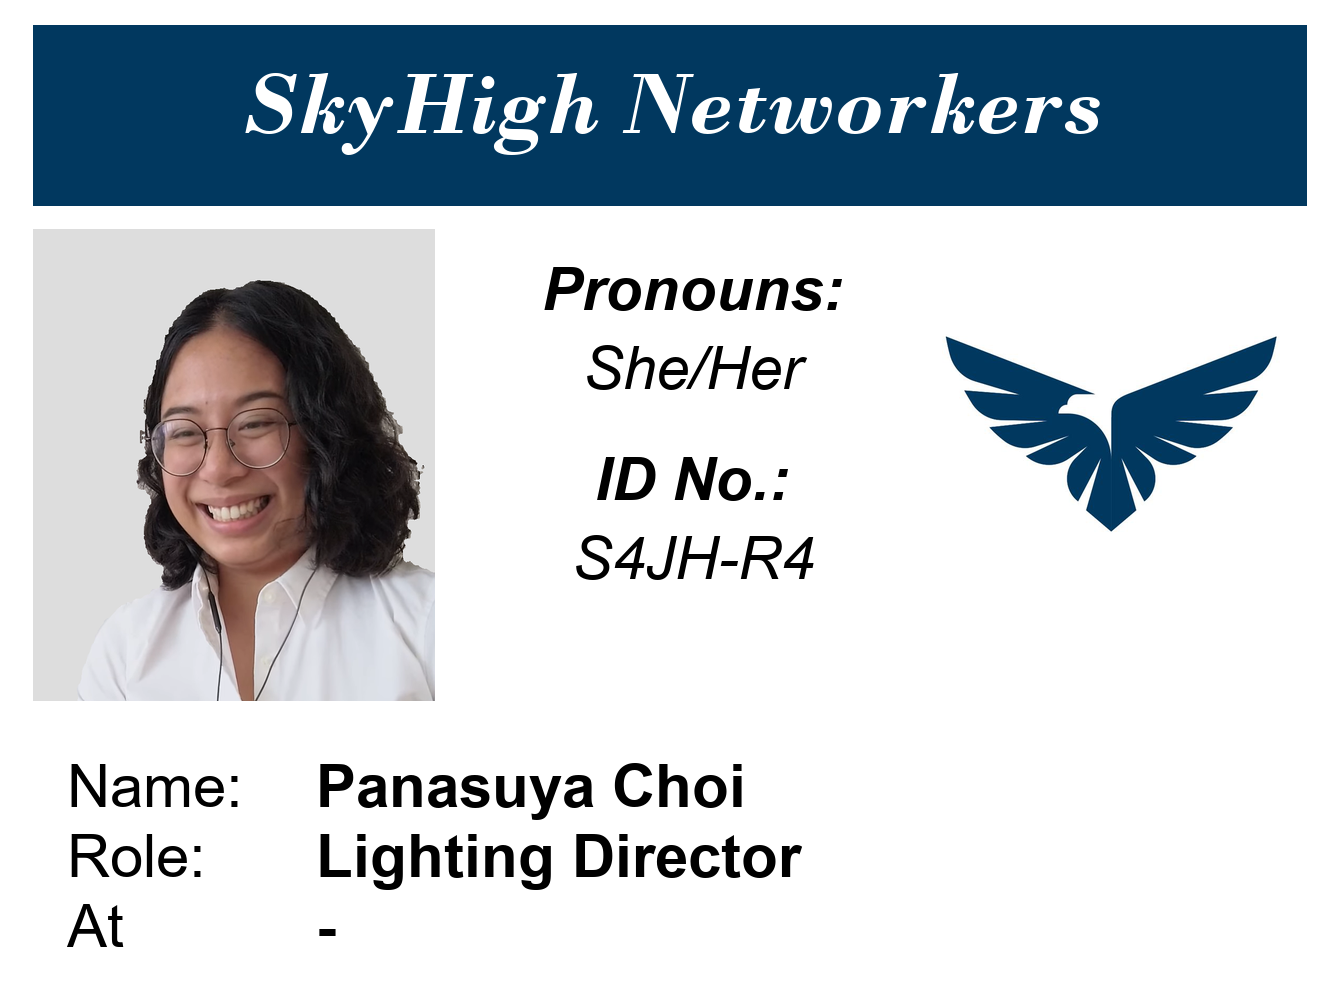 SkyHigh Networkers
Pronouns:
She/Her
ID No.:
S4JH-R4
Name: Panasuya Choi
Role: Lighting Director
At -